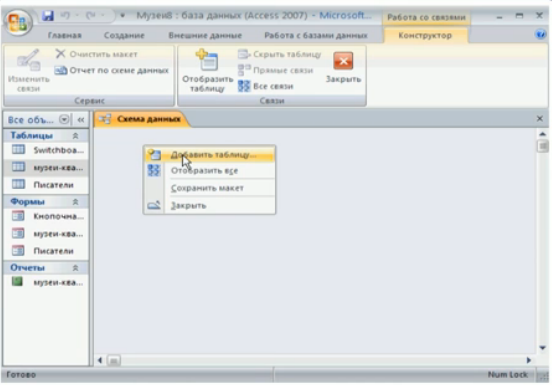 Музей8 : база данных (Access 2007) - Microsoft...
Работа со связями
Главная
Создание
Внешние данные
Работа с базами данных
Конструктор
Изменить связи
Очистить макет
Отчет по схеме данных
Сервис
Отобразить таблицу
Скрыть таблицу
Прямые связи
Все связи
Закрыть
Связи
Все объ...
Схема данных
Таблицы
Switchboa...
музеи-ква...
Писатели
Формы
Кнопочна...
музеи-ква...
Писатели
Отчеты
музеи-ква...
Добавить таблицу...
Отобразить все
Сохранить макет
Закрыть
Готово
Num Lock